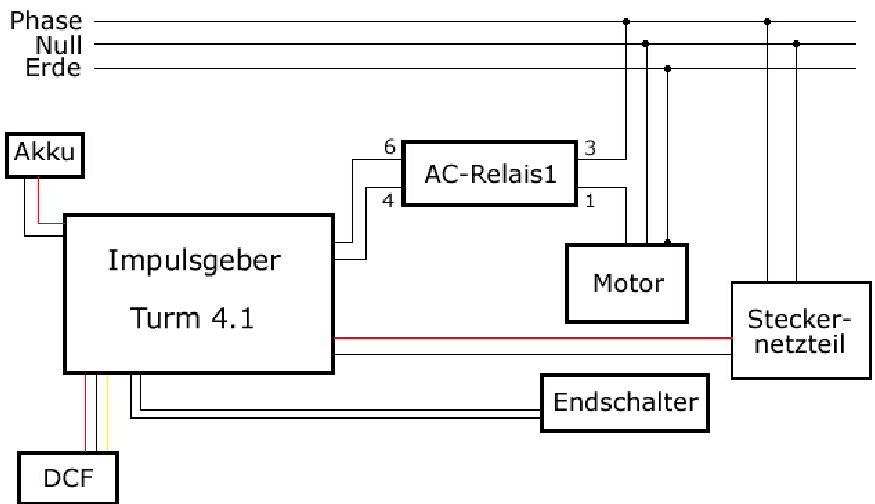 Phase
Null
Erde
Akku
6
4
AC-Relais1
3
1
Impulsgeber
Turm 4.1
Motor
Stecker-
netzteil
Endschalter
DCF